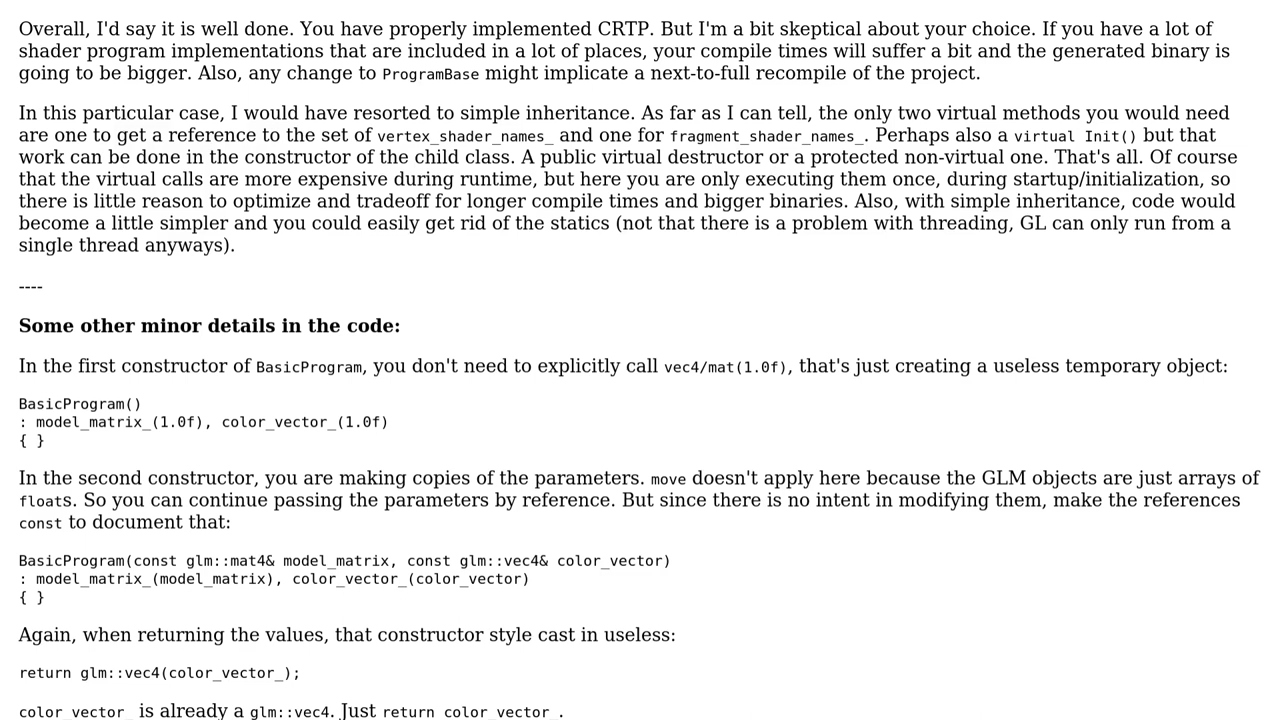 Overall, I'd say it is well done. You have properly implemented CRTP. But I'm a bit skeptical about your choice. If you have a lot of
shader program implementations that are included in a lot of places, your compile times will suffer a bit and the generated binary is
going to be bigger. Also, any change to ProgramBase might implicate a next-to-full recompile of the project.
In this particular case, I would have resorted to simple inheritance. As far as I can tell, the only two virtual methods you would need
are one to get a reference to the set of vertex_shader_names_ and one for fragment_shader_names_. Perhaps also a virtual Init() but that
work can be done in the constructor of the child class. A public virtual destructor or a protected non-virtual one. That's all. Of course
that the virtual calls are more expensive during runtime, but here you are only executing them once, during startup/initialization, so
there is little reason to optimize and tradeoff for longer compile times and bigger binaries. Also, with simple inheritance, code would
become a little simpler and you could easily get rid of the statics (not that there is a problem with threading, GL can only run from a
single thread anyways).
----
Some other minor details in the code:
In the first constructor of BasicProgram, you don't need to explicitly call vec4/mat(1.0f), that's just creating a useless temporary object:
BasicProgram()
: model_matrix_(1.0f), color_vector_(1.0f)
{ }
In the second constructor, you are making copies of the parameters. move doesn't apply here because the GLM objects are just arrays of
floats. So you can continue passing the parameters by reference. But since there is no intent in modifying them, make the references
const to document that:
BasicProgram(const glm::mat4& model_matrix, const glm::vec4& color_vector)
: model_matrix_(model_matrix), color_vector_(color_vector)
{ }
Again, when returning the values, that constructor style cast in useless:
return glm::vec4(color_vector_);
color_vector_ is already a glm::vec4. Just return color_vector_.